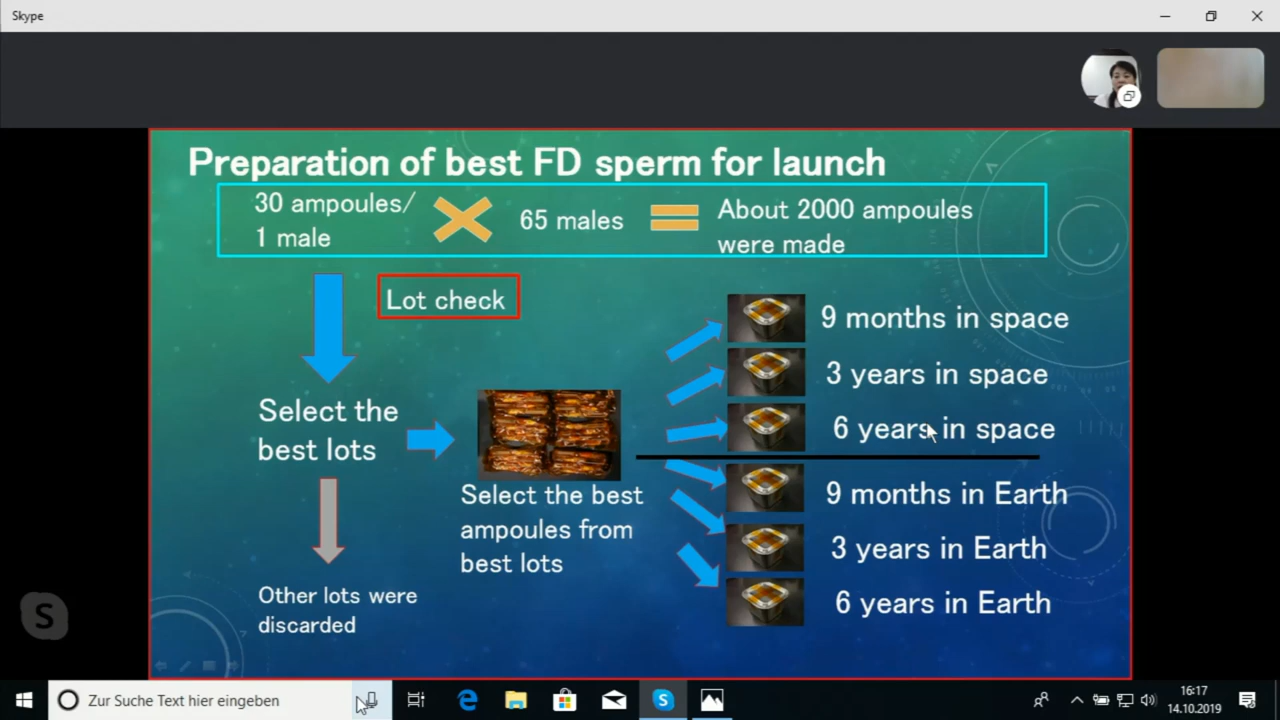 Skype
Preparation of best FD sperm for launch
30 ampoules/
1 male
65 males
About 2000 ampoules
were made
Lot check
9 months in space
3 years in space
6 years in space
Select the
best lots
Select the best
ampoules from
best lots
9 months in Earth
3 years in Earth
6 years in Earth
Other lots were
discarded
S
Zur Suche Text hier eingeben
S
16:17
14.10.2019